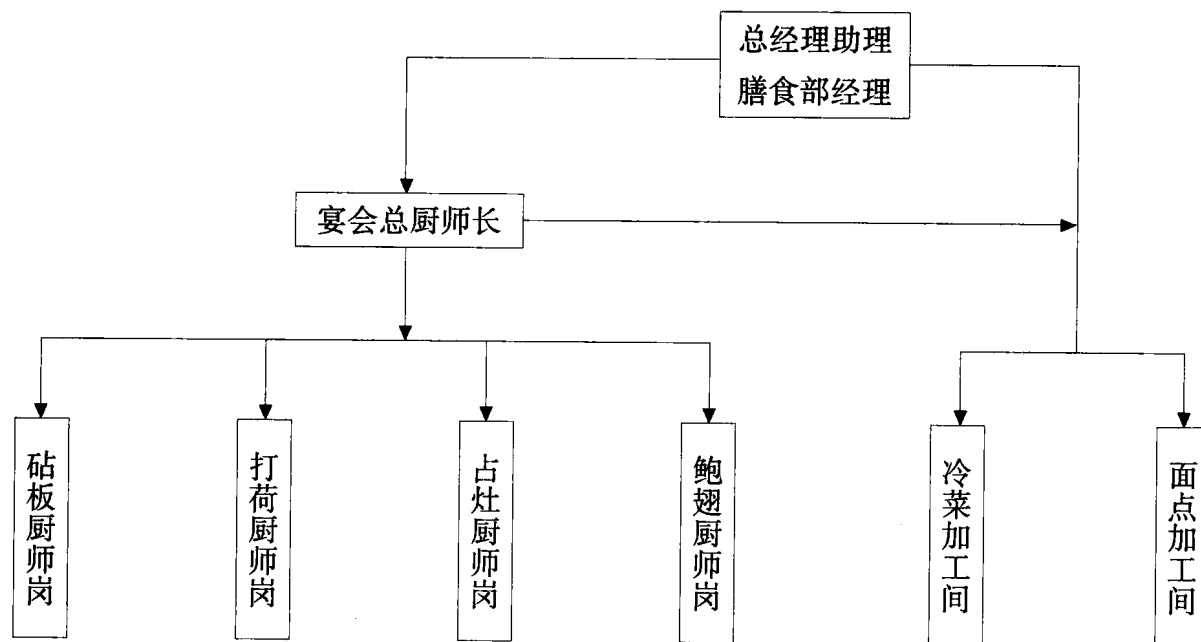 总经理助理
膳食部经理
宴会总厨师长
砧板厨师岗
打荷厨师岗
占灶厨师岗
鲍翅厨师岗
冷菜加工间
面点加工间